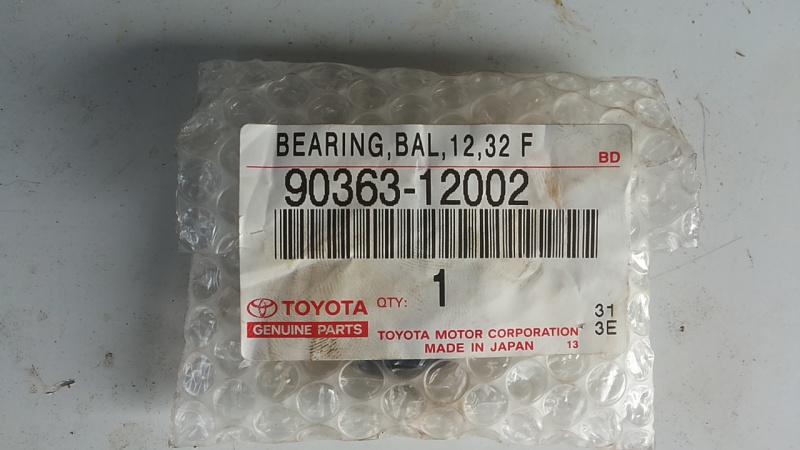 BEARING,BAL,12,32 F
BD
90363-12002
QTY: 1
TOYOTA
GENUINE PARTS
TOYOTA MOTOR CORPORATION
MADE IN JAPAN 13
31
3E